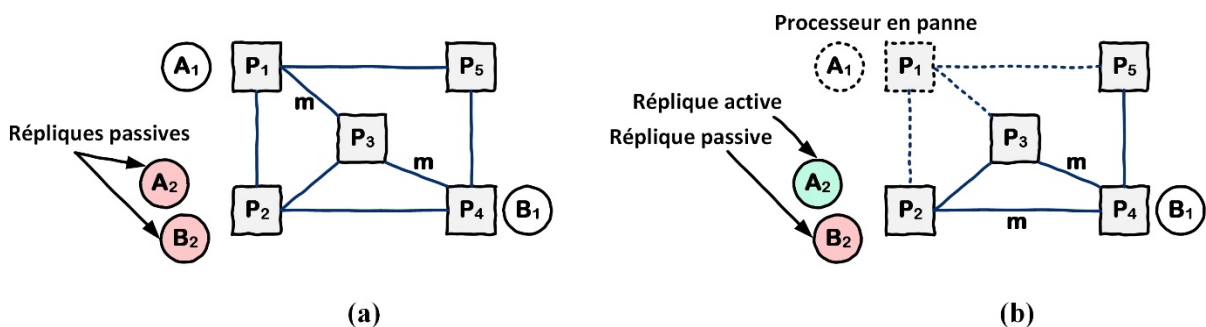 A₁
P₁
P₅
m
Répliques passives
P₃
m
A₂
P₂
P₄
B₁
B₂
(a)
Processeur en panne
A₁
P₁
P₅
Réplique active
Réplique passive
P₃
m
A₂
P₂
P₄
B₁
m
B₂
(b)